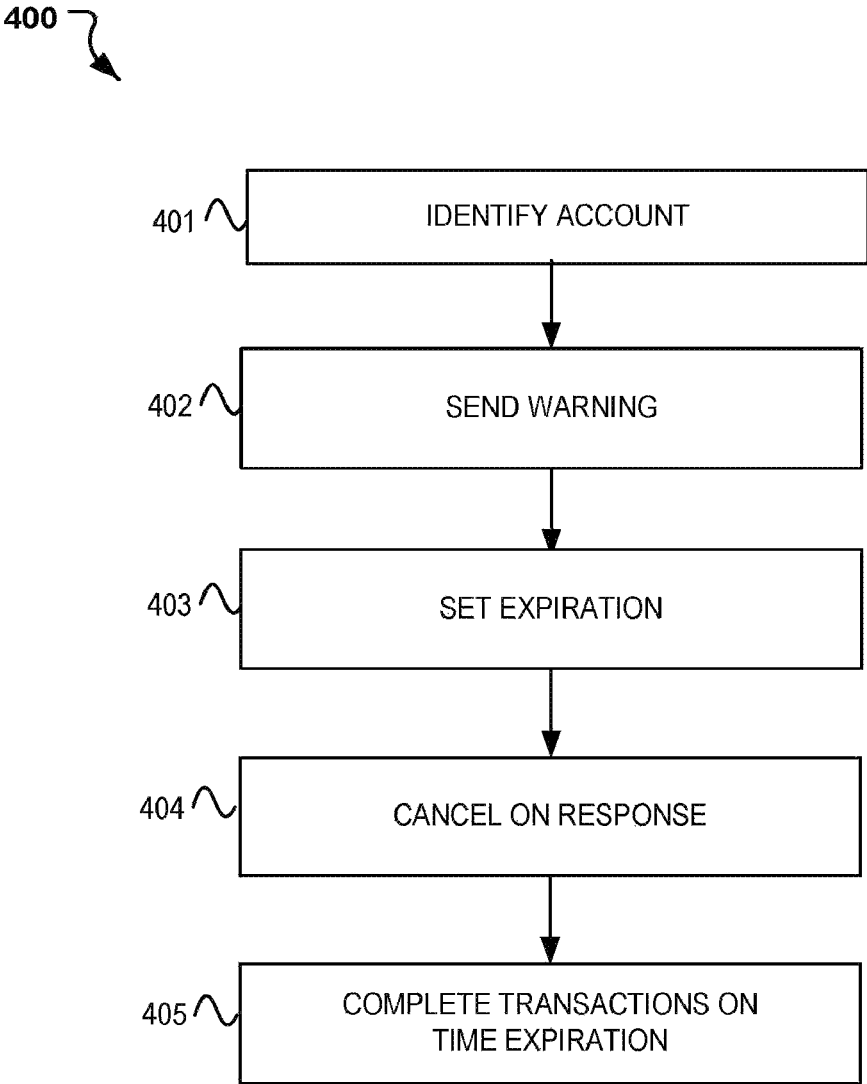 400
401
IDENTIFY ACCOUNT
402
SEND WARNING
403
SET EXPIRATION
404
CANCEL ON RESPONSE
405
COMPLETE TRANSACTIONS ON
TIME EXPIRATION